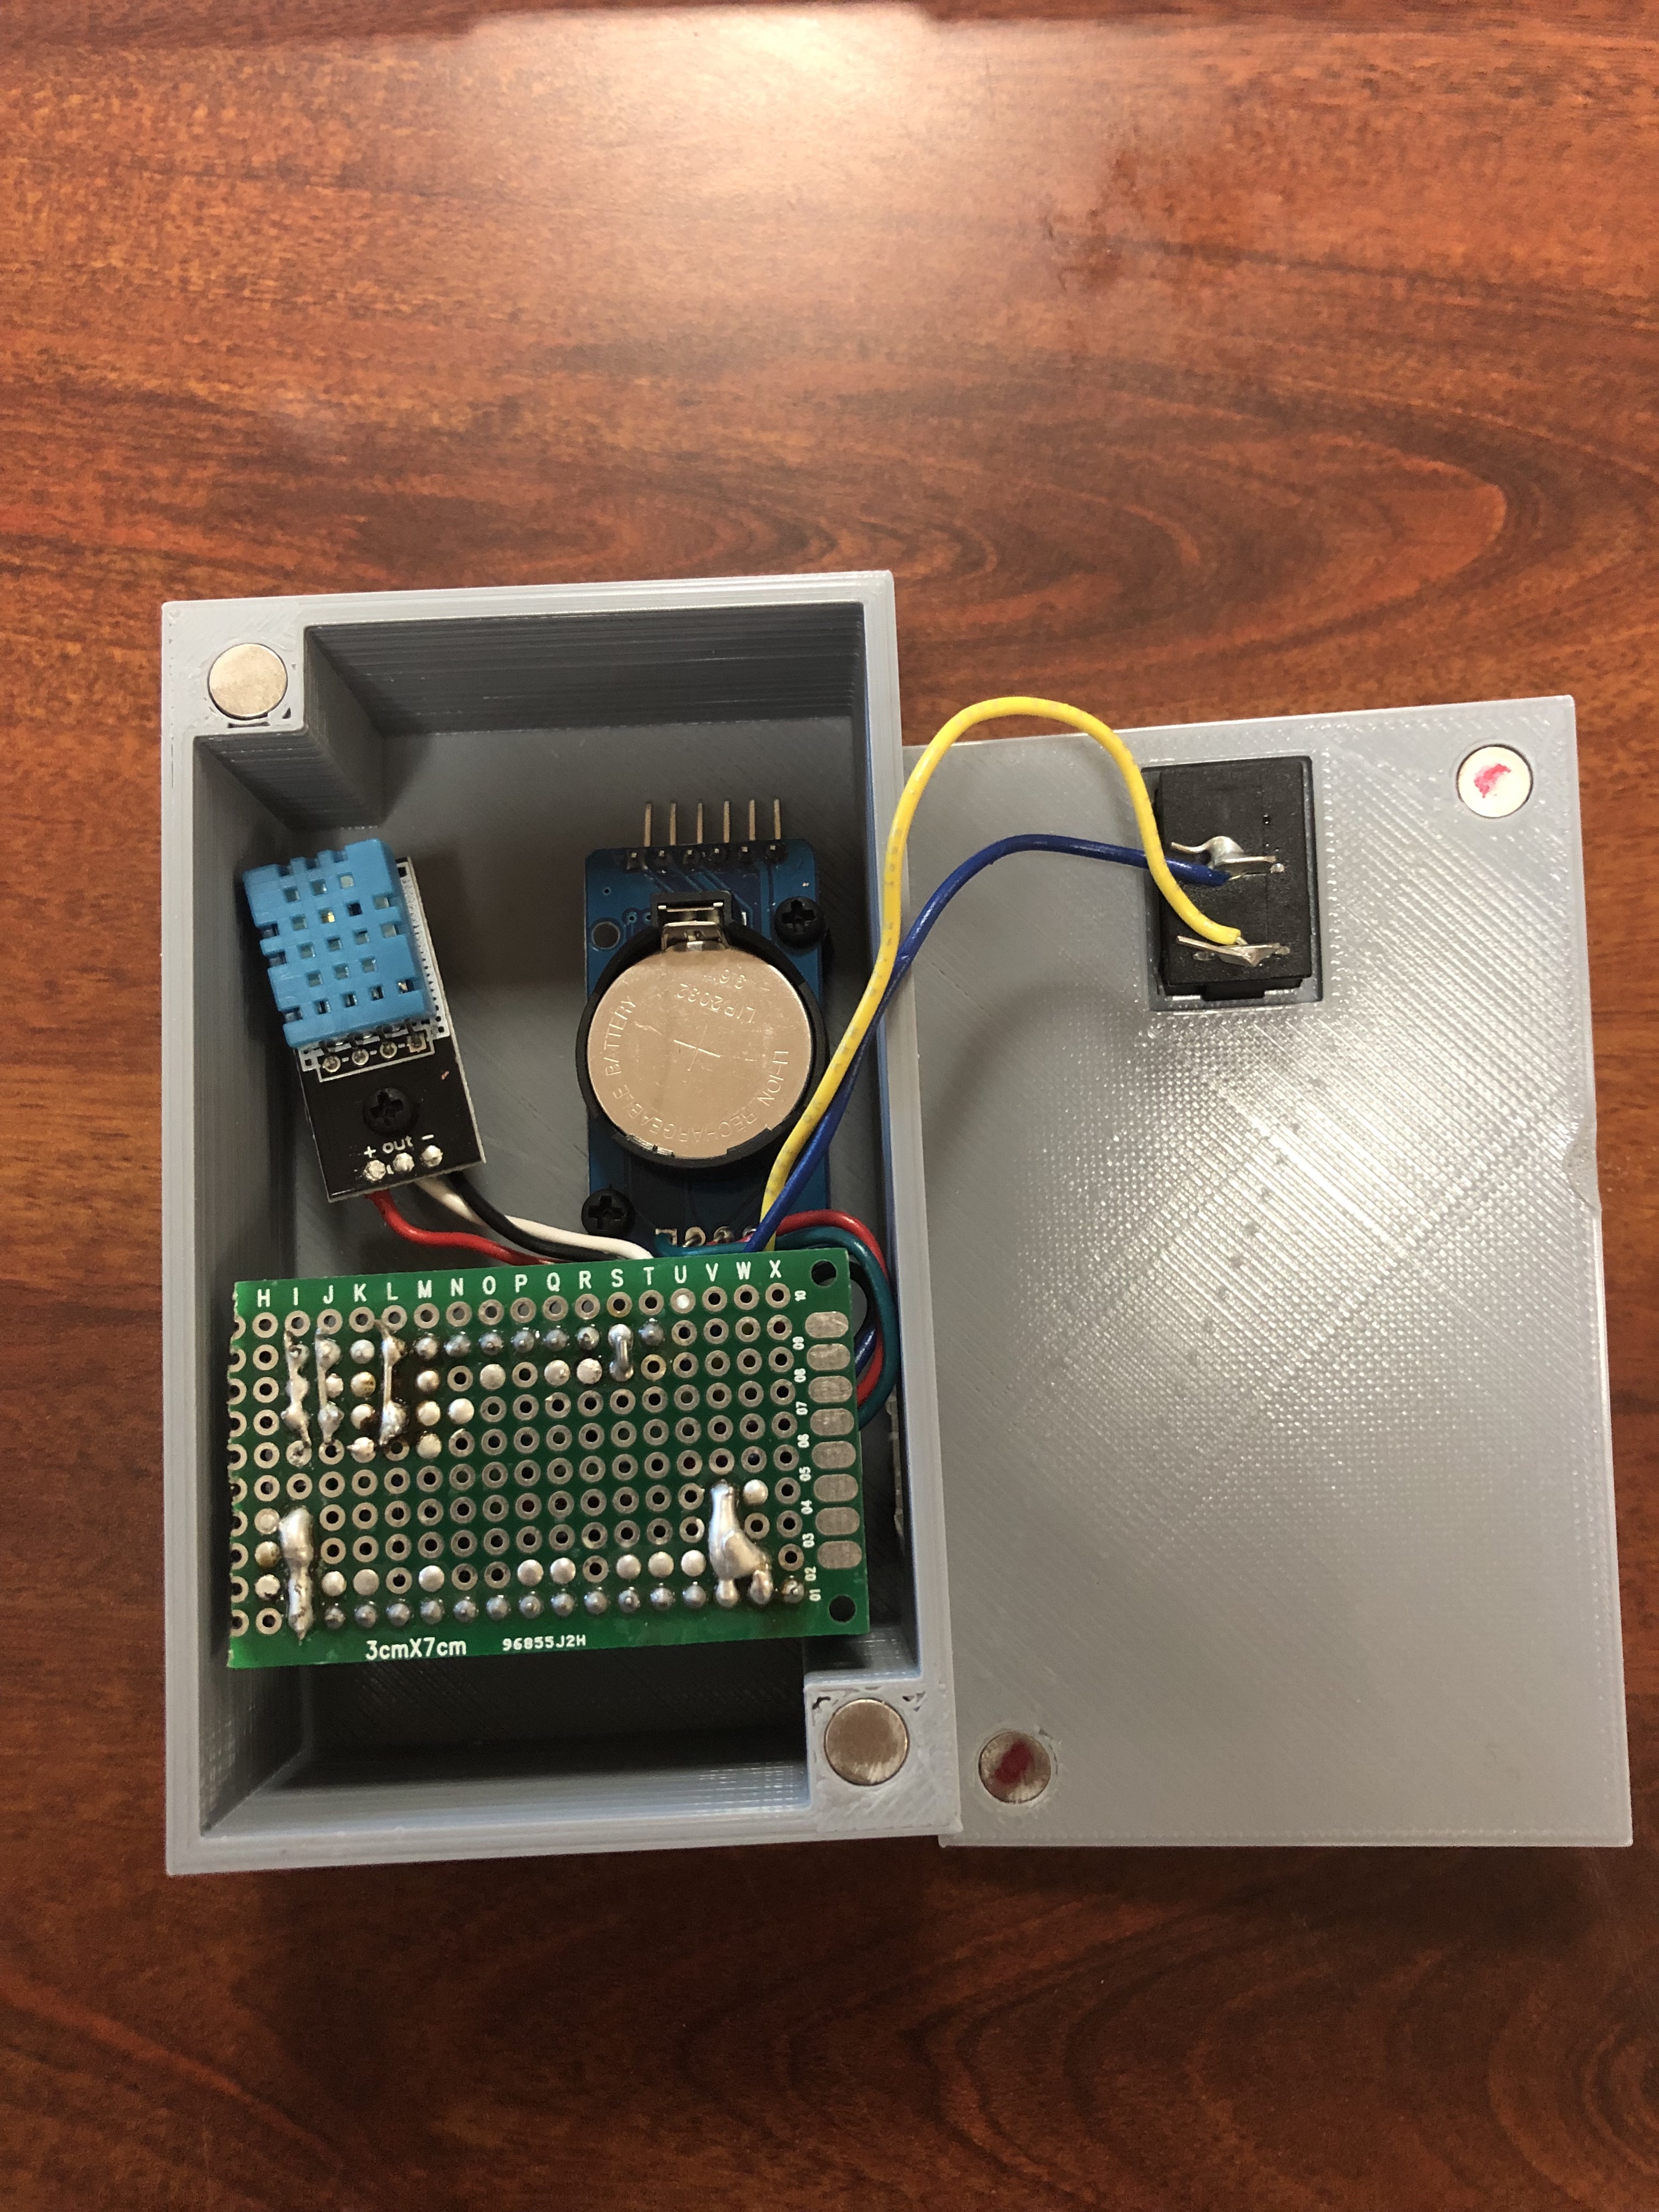 + out -
LIR2032
3.6V
LI-ION RECHARGEABLE BATTERY
H I J K L M N O P Q R S T U V W X
10
09
08
07
06
05
04
03
02
01
3cmX7cm
96855J2H